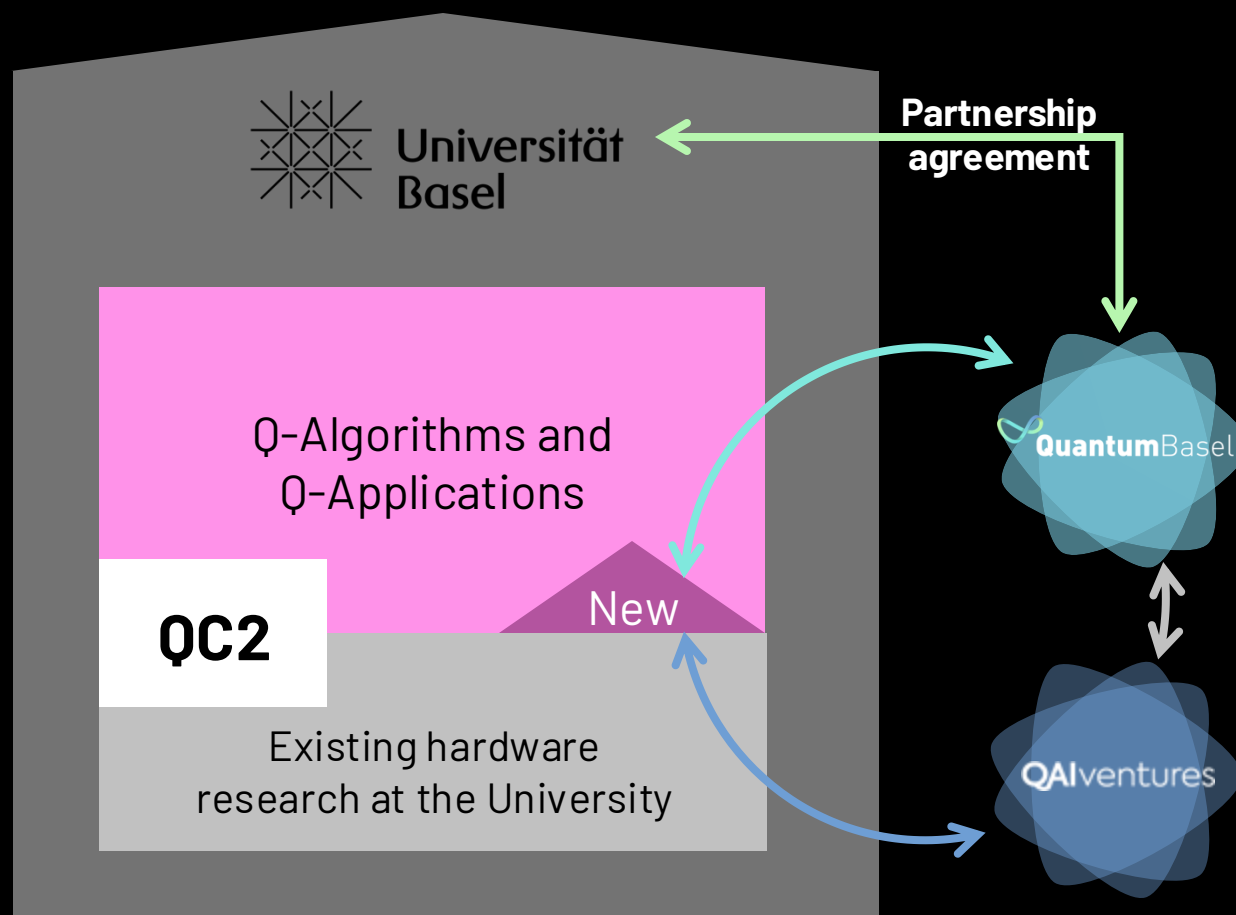 Universität
Basel
Partnership
agreement
Q-Algorithms and
Q-Applications
QuantumBasel
New
QC2
Existing hardware
research at the University
QAIventures